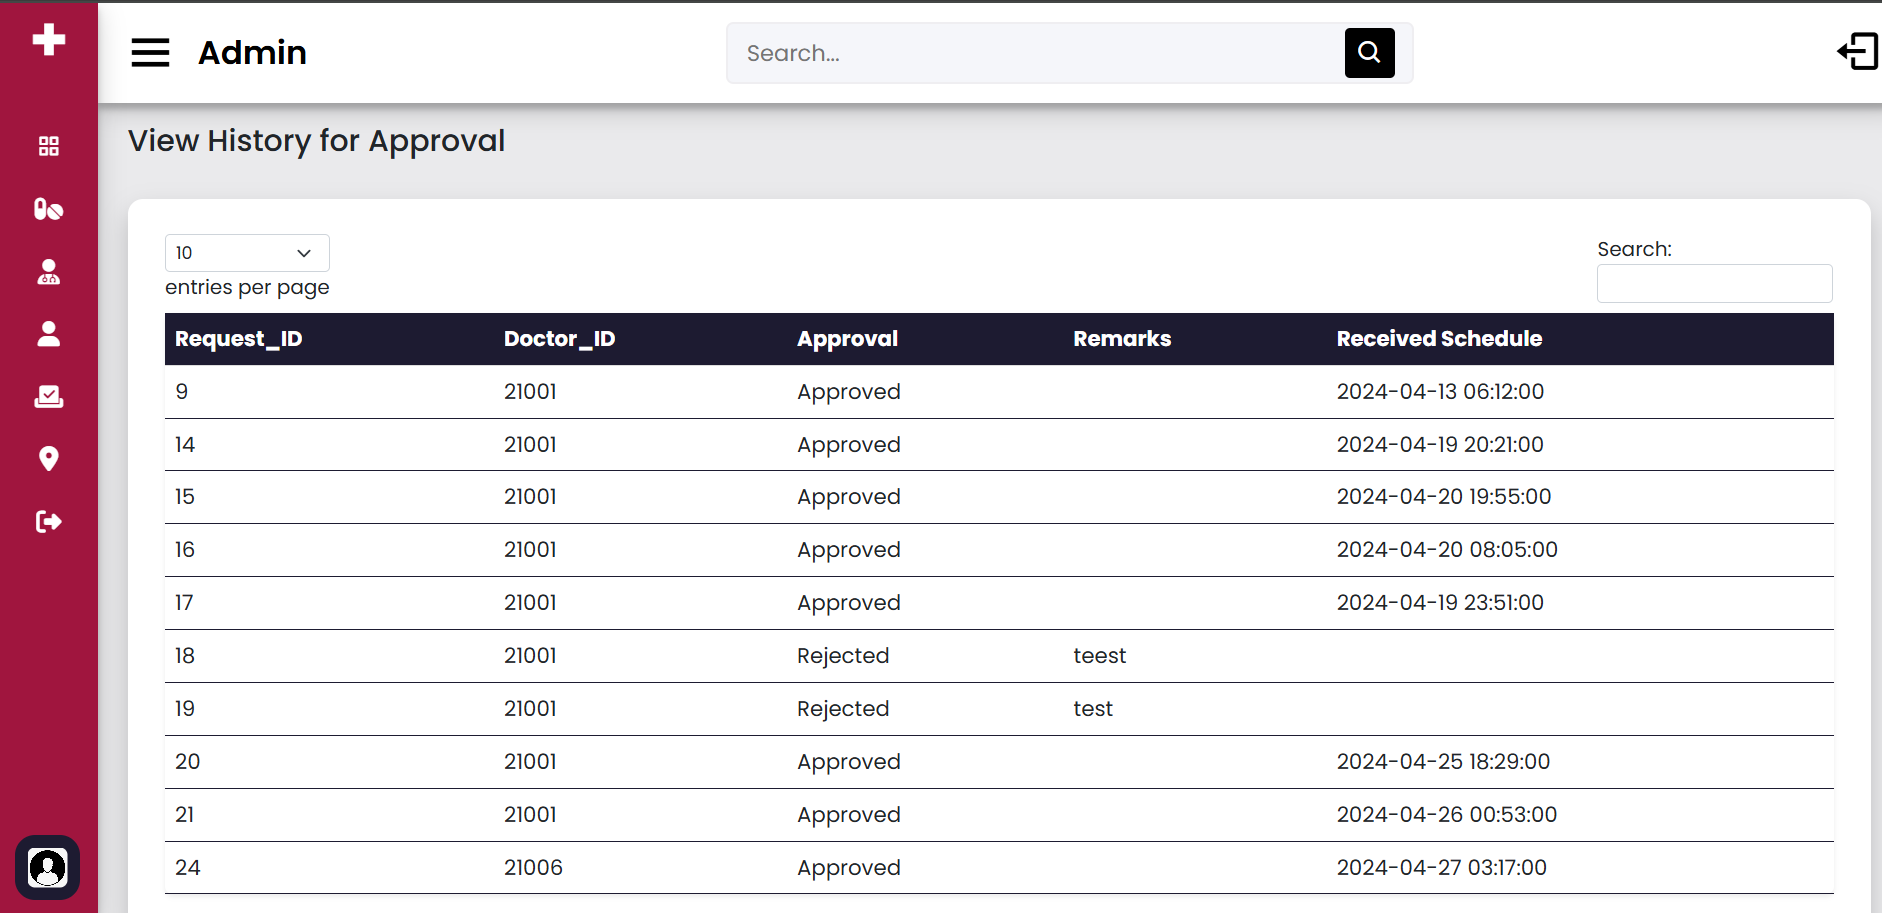 Admin
Search...
View History for Approval
10
entries per page
Search:
Request_ID Doctor_ID Approval Remarks Received Schedule
9 21001 Approved 2024-04-13 06:12:00
14 21001 Approved 2024-04-19 20:21:00
15 21001 Approved 2024-04-20 19:55:00
16 21001 Approved 2024-04-20 08:05:00
17 21001 Approved 2024-04-19 23:51:00
18 21001 Rejected teest
19 21001 Rejected test
20 21001 Approved 2024-04-25 18:29:00
21 21001 Approved 2024-04-26 00:53:00
24 21006 Approved 2024-04-27 03:17:00